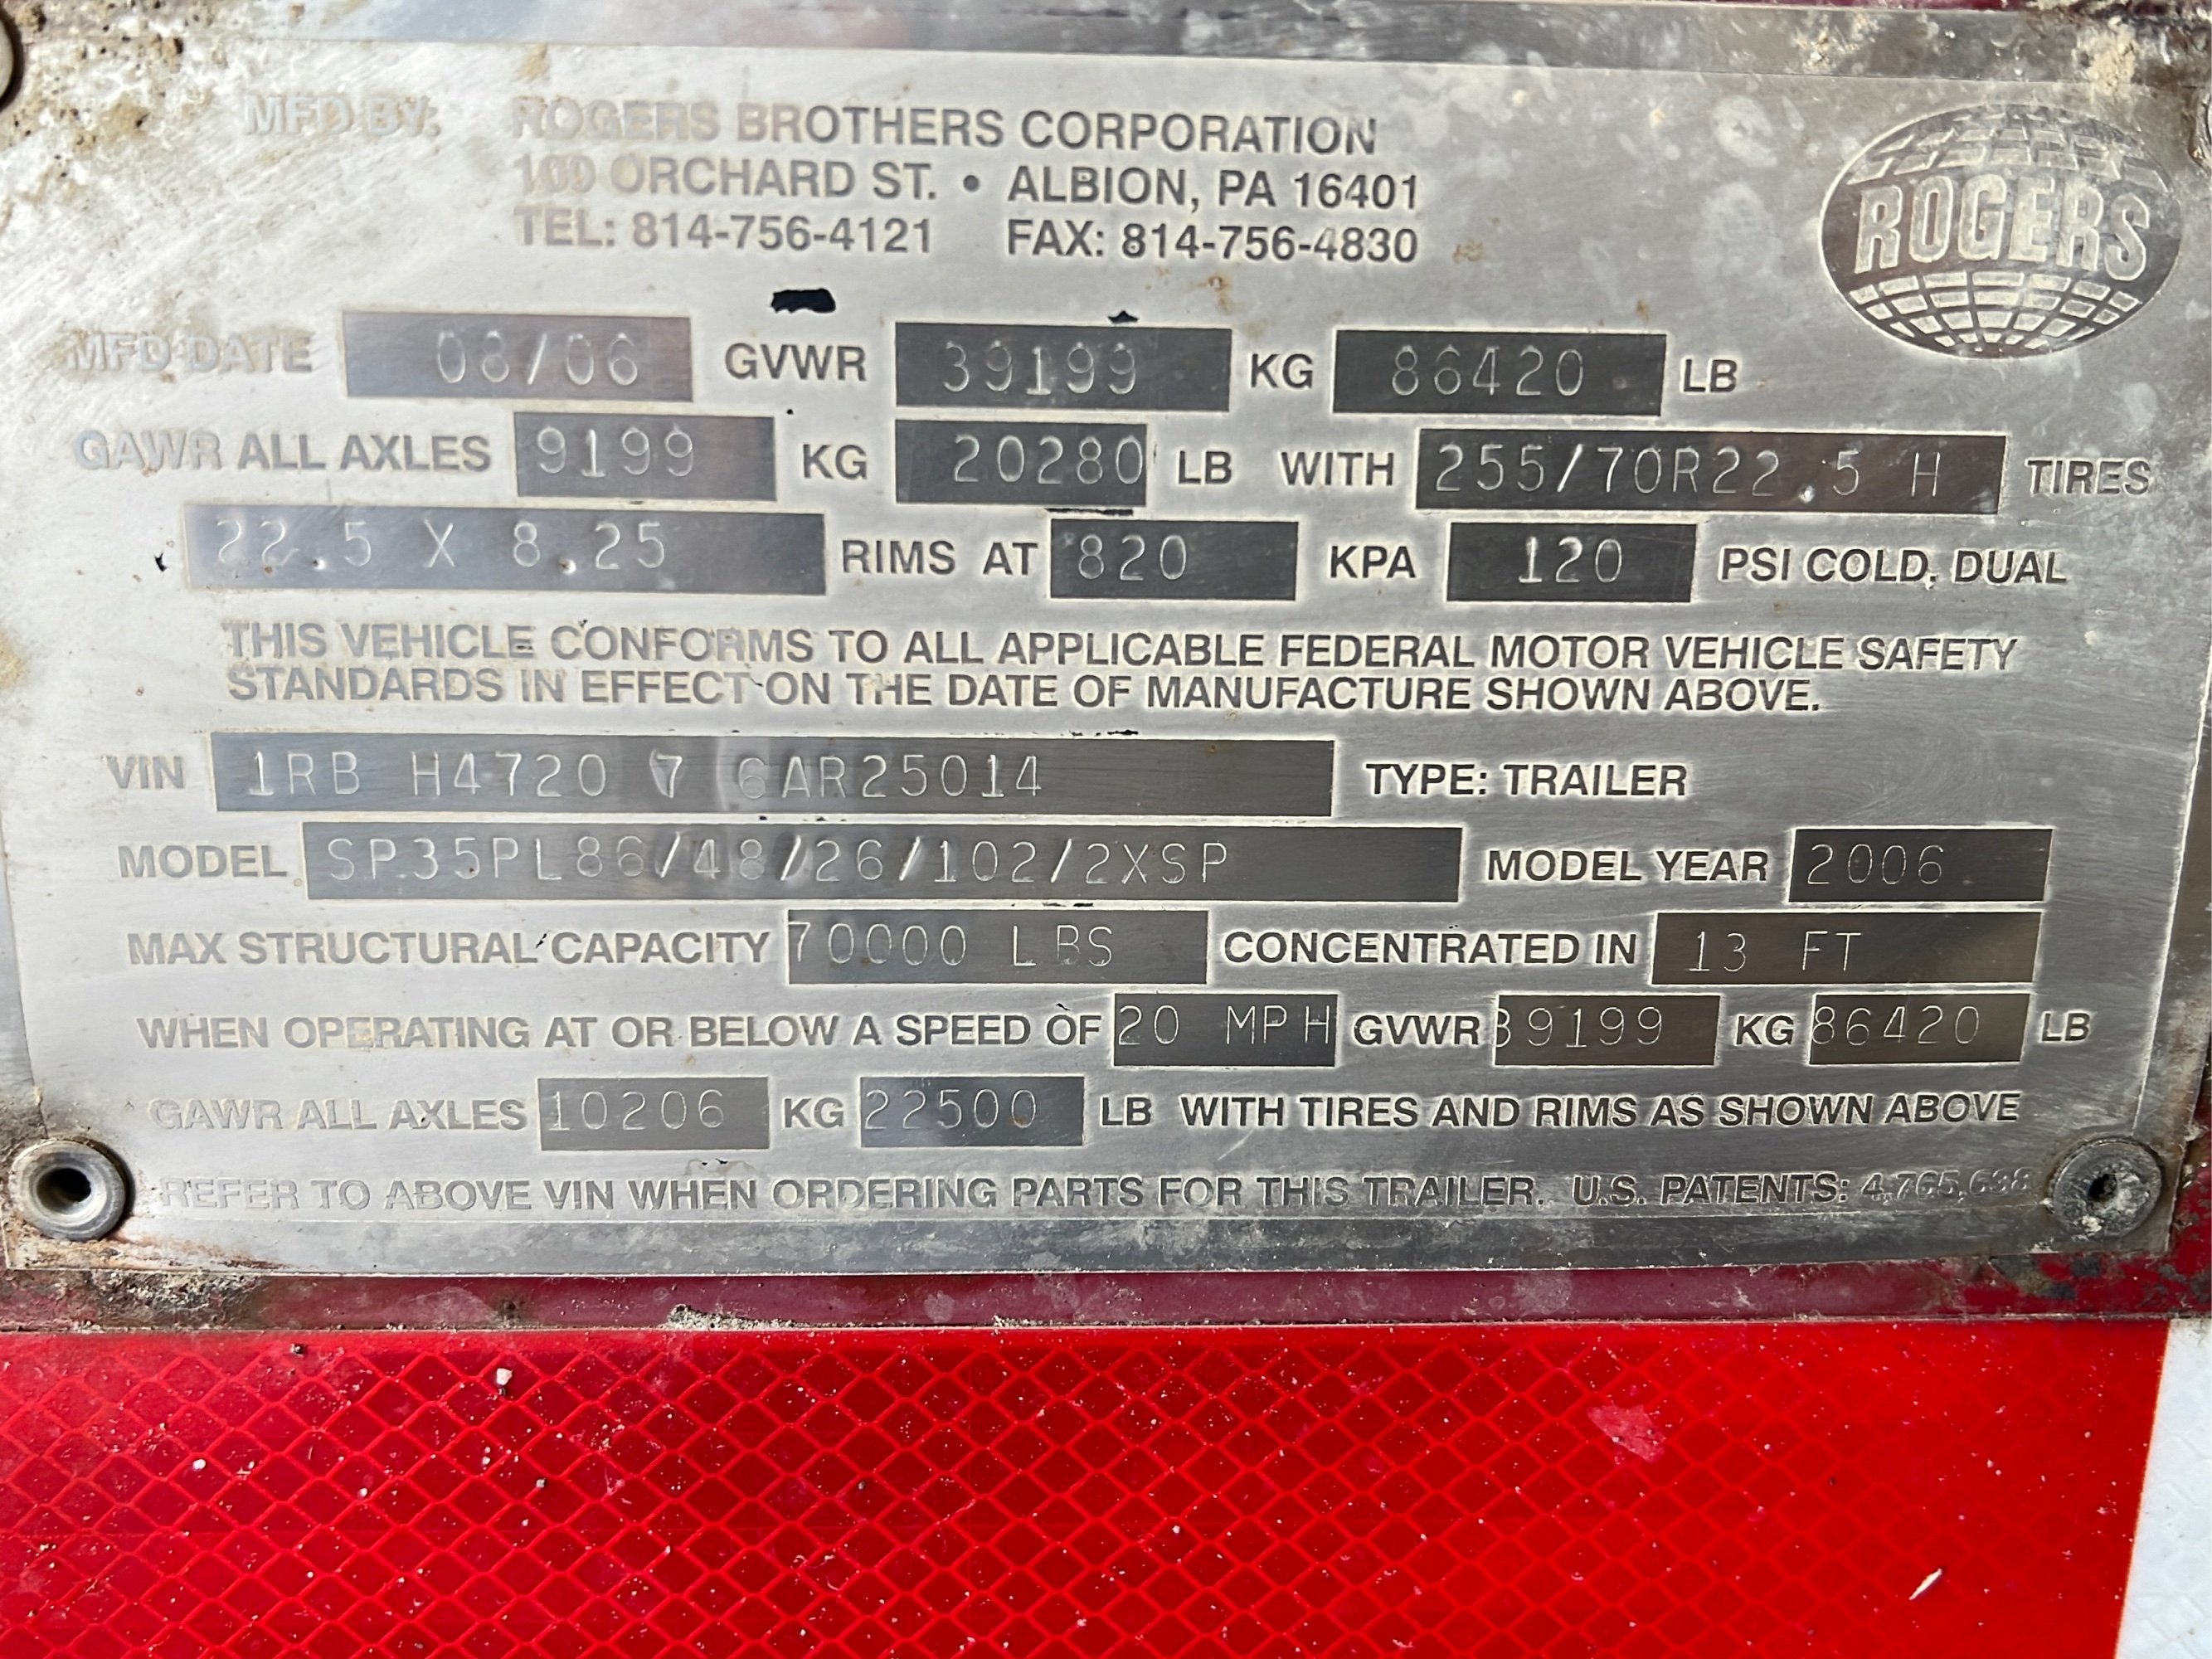 MFD BY: ROGERS BROTHERS CORPORATION
100 ORCHARD ST. • ALBION, PA 16401
TEL: 814-756-4121 FAX: 814-756-4830
ROGERS
MFD DATE 08/06 GVWR 39199 KG 86420 LB
GAWR ALL AXLES 9199 KG 20280 LB WITH 255/70R22.5 H TIRES
22.5 X 8.25 RIMS AT 820 KPA 120 PSI COLD, DUAL
THIS VEHICLE CONFORMS TO ALL APPLICABLE FEDERAL MOTOR VEHICLE SAFETY
STANDARDS IN EFFECT ON THE DATE OF MANUFACTURE SHOWN ABOVE.
VIN 1RB H4720 7 6AR25014 TYPE: TRAILER
MODEL SP35PL86/48/26/102/2XSP MODEL YEAR 2006
MAX STRUCTURAL CAPACITY 70000 LBS CONCENTRATED IN 13 FT
WHEN OPERATING AT OR BELOW A SPEED OF 20 MPH GVWR 39199 KG 86420 LB
GAWR ALL AXLES 10206 KG 22500 LB WITH TIRES AND RIMS AS SHOWN ABOVE
REFER TO ABOVE VIN WHEN ORDERING PARTS FOR THIS TRAILER. U.S. PATENTS: